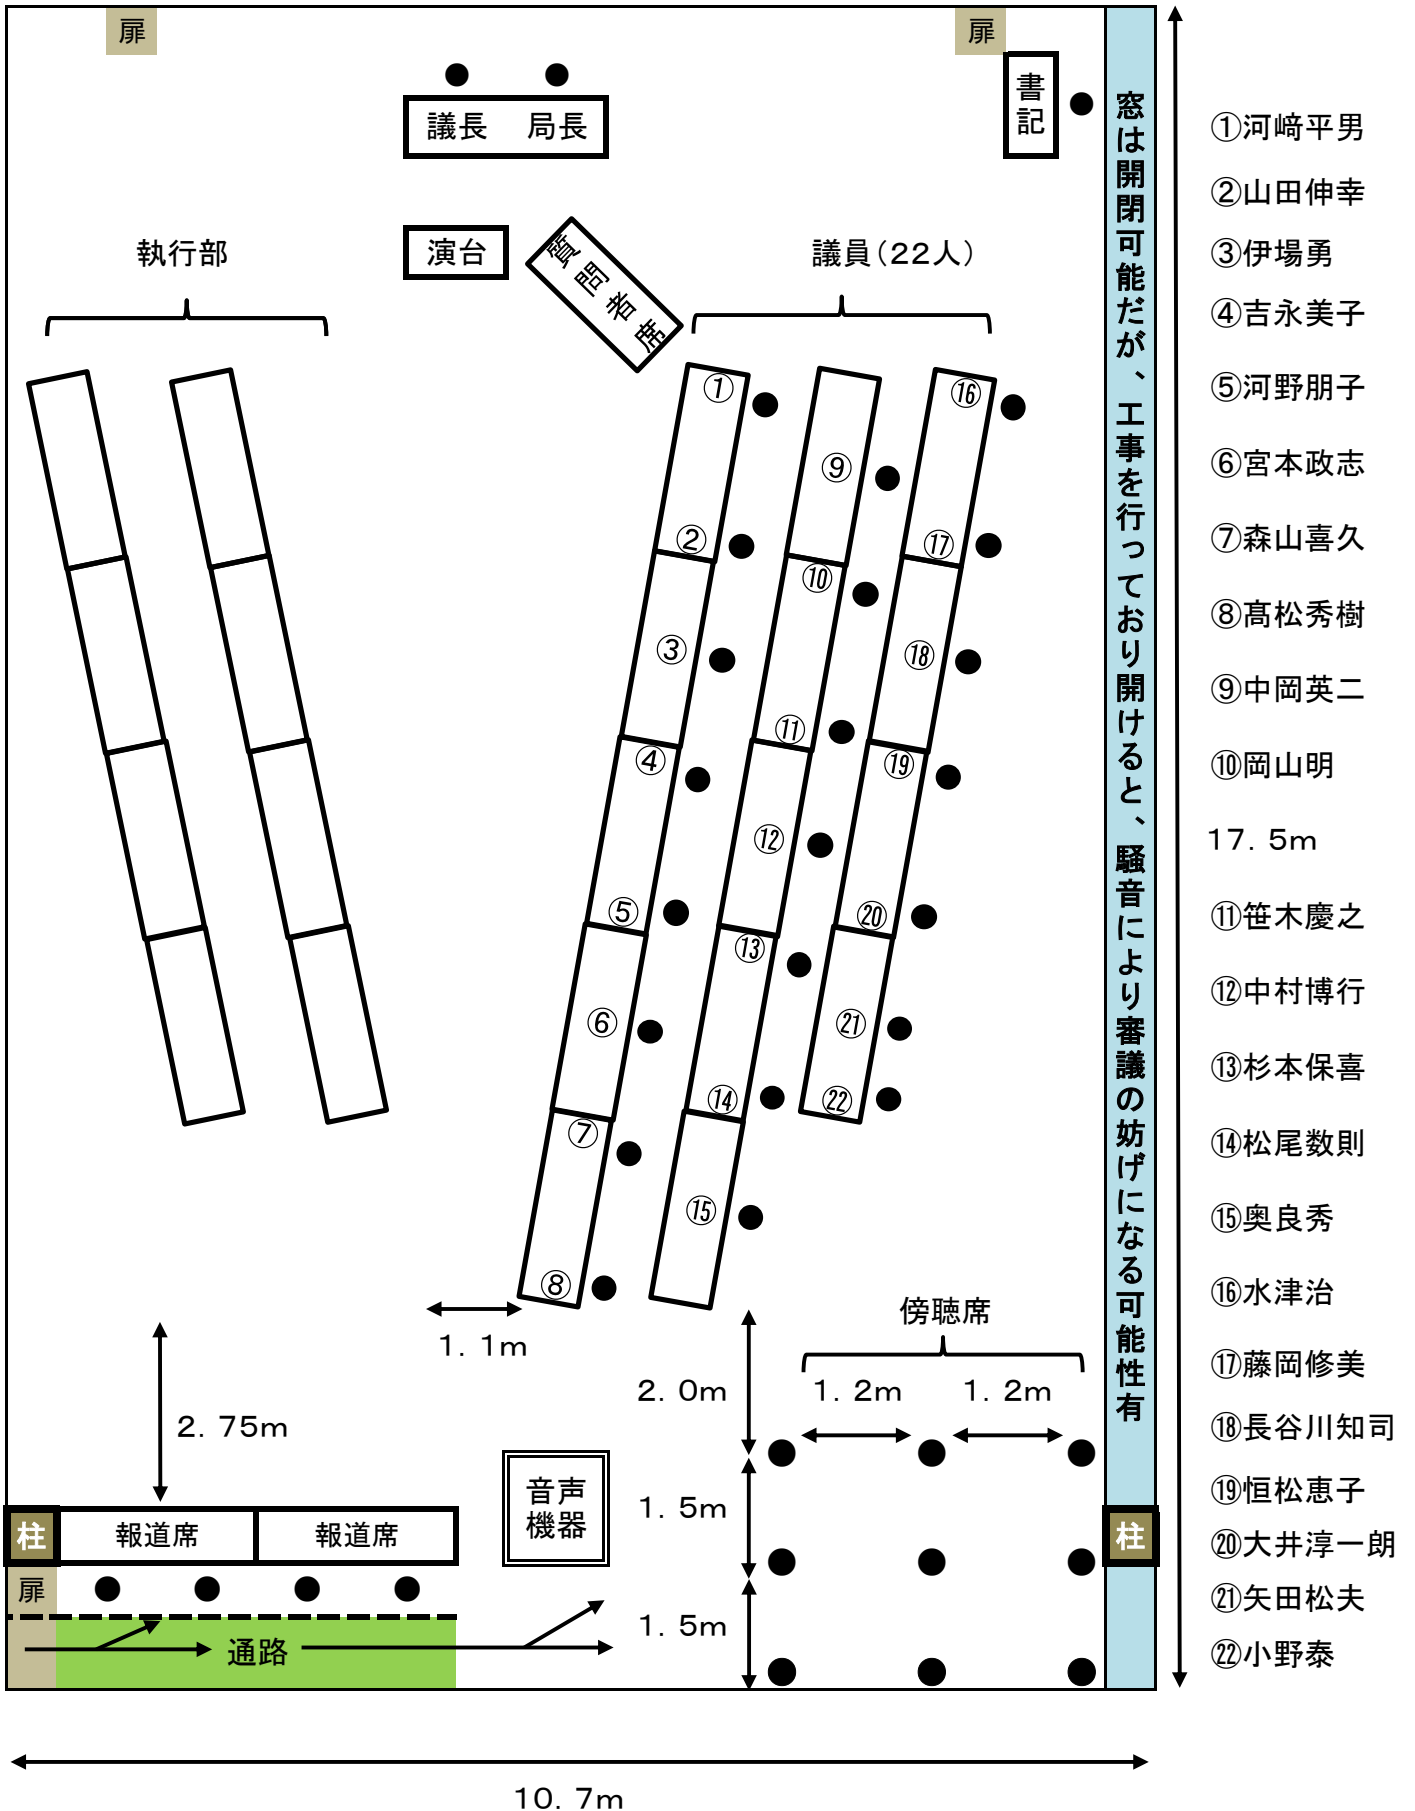 扉
扉
議長　局長
書記
演台
質問者席
執行部
議員（２２人）
①
②
③
④
⑤
⑥
⑦
⑧
⑨
⑩
⑪
⑫
⑬
⑭
⑮
⑯
⑰
⑱
⑲
⑳
㉑
㉒
窓は開閉可能だが、工事を行っており開けると、騒音により審議の妨げになる可能性有
①河﨑平男
②山田伸幸
③伊場勇
④吉永美子
⑤河野朋子
⑥宮本政志
⑦森山喜久
⑧髙松秀樹
⑨中岡英二
⑩岡山明
１７．５ｍ
⑪笹木慶之
⑫中村博行
⑬杉本保喜
⑭松尾数則
⑮奥良秀
⑯水津治
⑰藤岡修美
⑱長谷川知司
⑲恒松恵子
⑳大井淳一朗
㉑矢田松夫
㉒小野泰
１．１ｍ
傍聴席
２．０ｍ
１．２ｍ
１．２ｍ
２．７５ｍ
音声
機器
１．５ｍ
柱
報道席
報道席
柱
扉
１．５ｍ
通路
１０．７ｍ